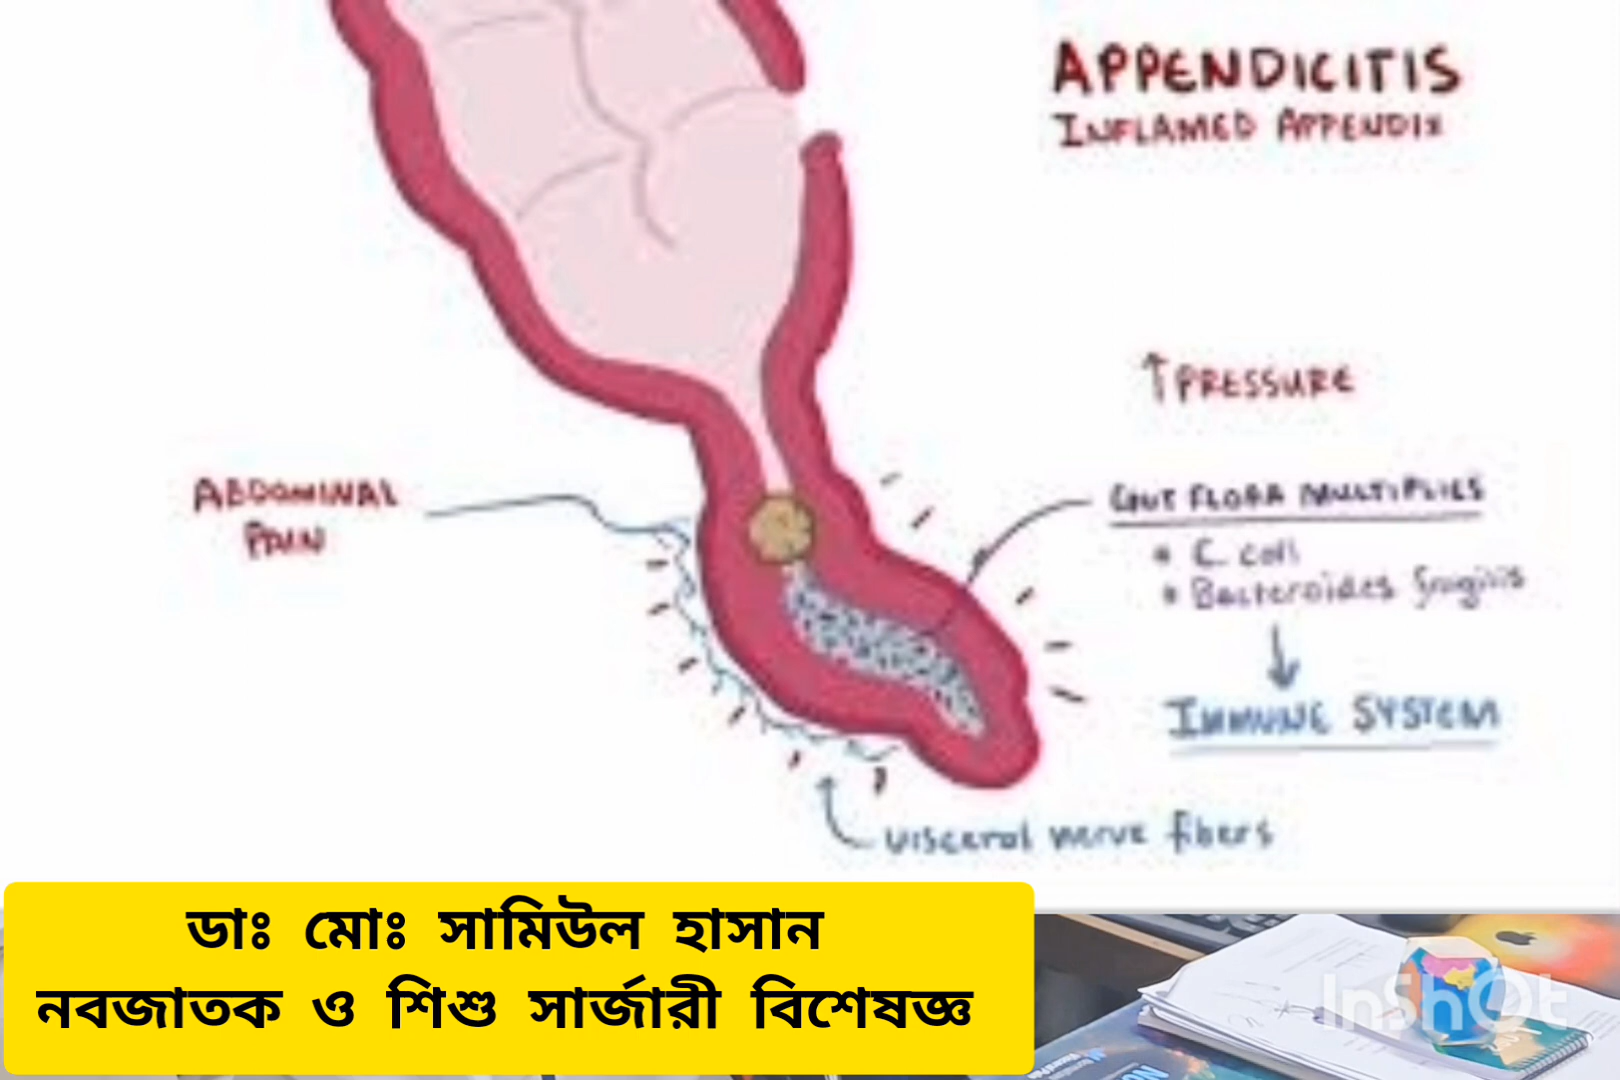 APPENDICITIS
INFLAMED APPENDIX
↑ PRESSURE
ABDOMINAL
PAIN
GUT FLORA MULTIPLIES
* E. coli
* Bacteroides fragilis
IMMUNE SYSTEM
visceral nerve fibers
ডাঃ মোঃ সামিউল হাসান
নবজাতক ও শিশু সার্জারী বিশেষজ্ঞ
InShOt